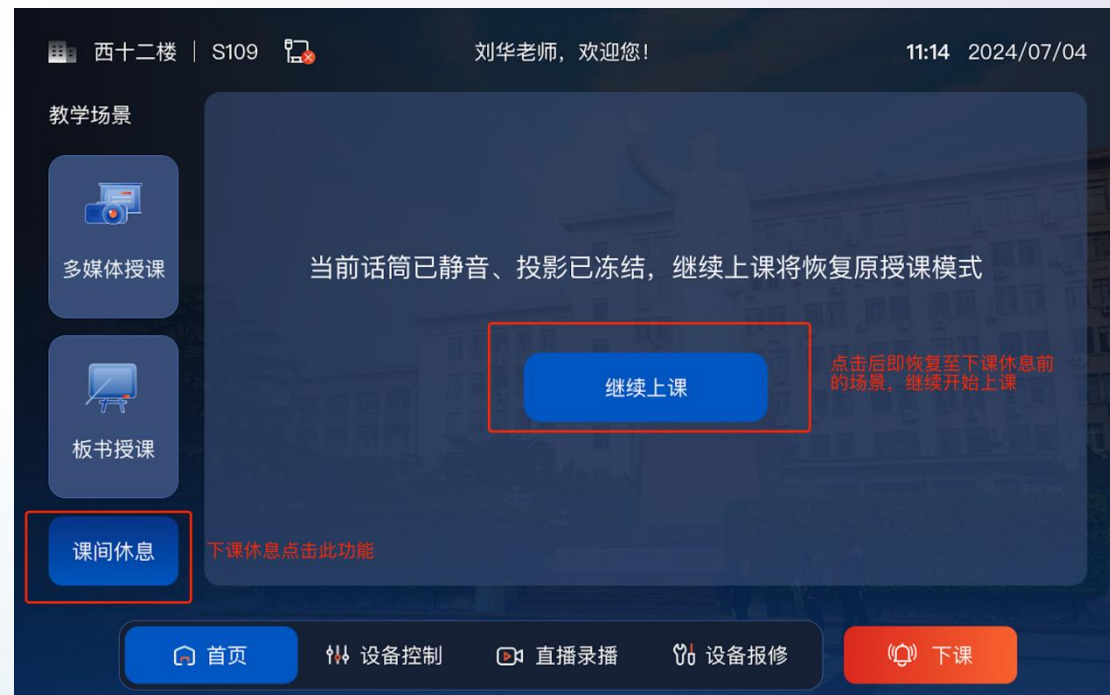 西十二楼 | S109
刘华老师，欢迎您!
11:14 2024/07/04
教学场景
多媒体授课
当前话筒已静音、投影已冻结，继续上课将恢复原授课模式
继续上课
点击后即恢复至下课休息前
的场景，继续开始上课
板书授课
课间休息
下课休息点击此功能
首页
设备控制
直播录播
设备报修
下课